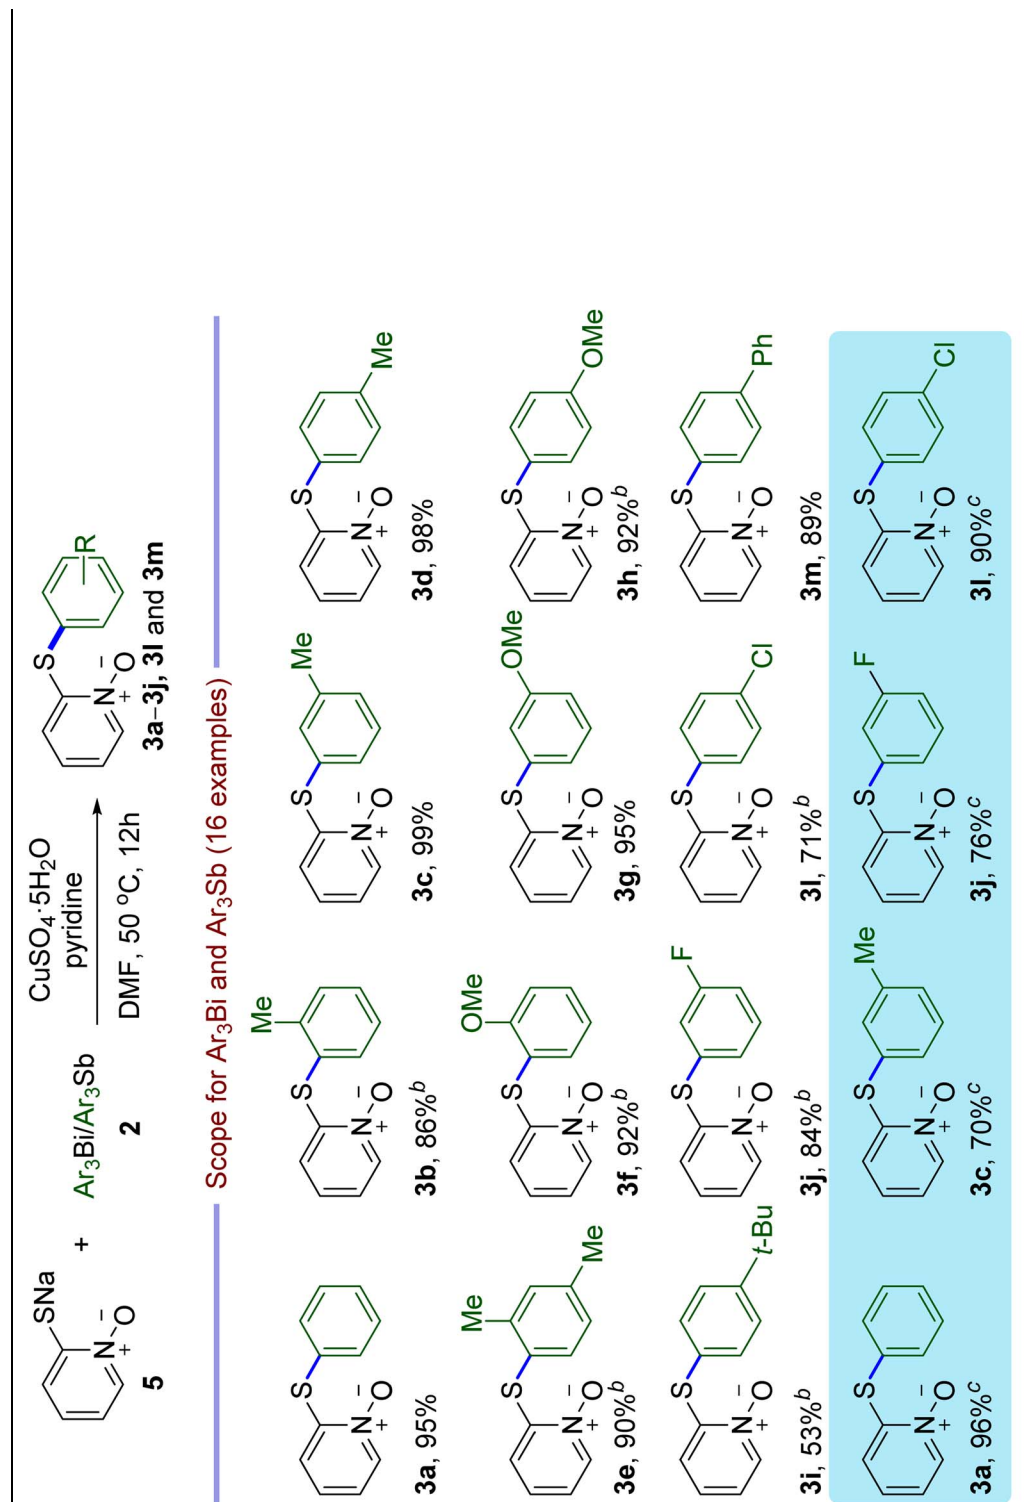 SNa
N
+
−
O
5
+
Ar₃Bi/Ar₃Sb
2
CuSO₄·5H₂O
pyridine
DMF, 50 ºC, 12h
S
R
N
+
−
O
3a–3j, 3l and 3m
Scope for Ar₃Bi and Ar₃Sb (16 examples)
S
N
+
−
O
3a, 95%
Me
S
N
+
−
O
3b, 86%ᵇ
Me
S
N
+
−
O
3c, 99%
Me
S
N
+
−
O
3d, 98%
Me
Me
S
N
+
−
O
3e, 90%ᵇ
OMe
S
N
+
−
O
3f, 92%ᵇ
OMe
S
N
+
−
O
3g, 95%
OMe
S
N
+
−
O
3h, 92%ᵇ
t-Bu
S
N
+
−
O
3i, 53%ᵇ
F
S
N
+
−
O
3j, 84%ᵇ
Cl
S
N
+
−
O
3l, 71%ᵇ
Ph
S
N
+
−
O
3m, 89%
S
N
+
−
O
3a, 96%ᶜ
Me
S
N
+
−
O
3c, 70%ᶜ
F
S
N
+
−
O
3j, 76%ᶜ
Cl
S
N
+
−
O
3l, 90%ᶜ